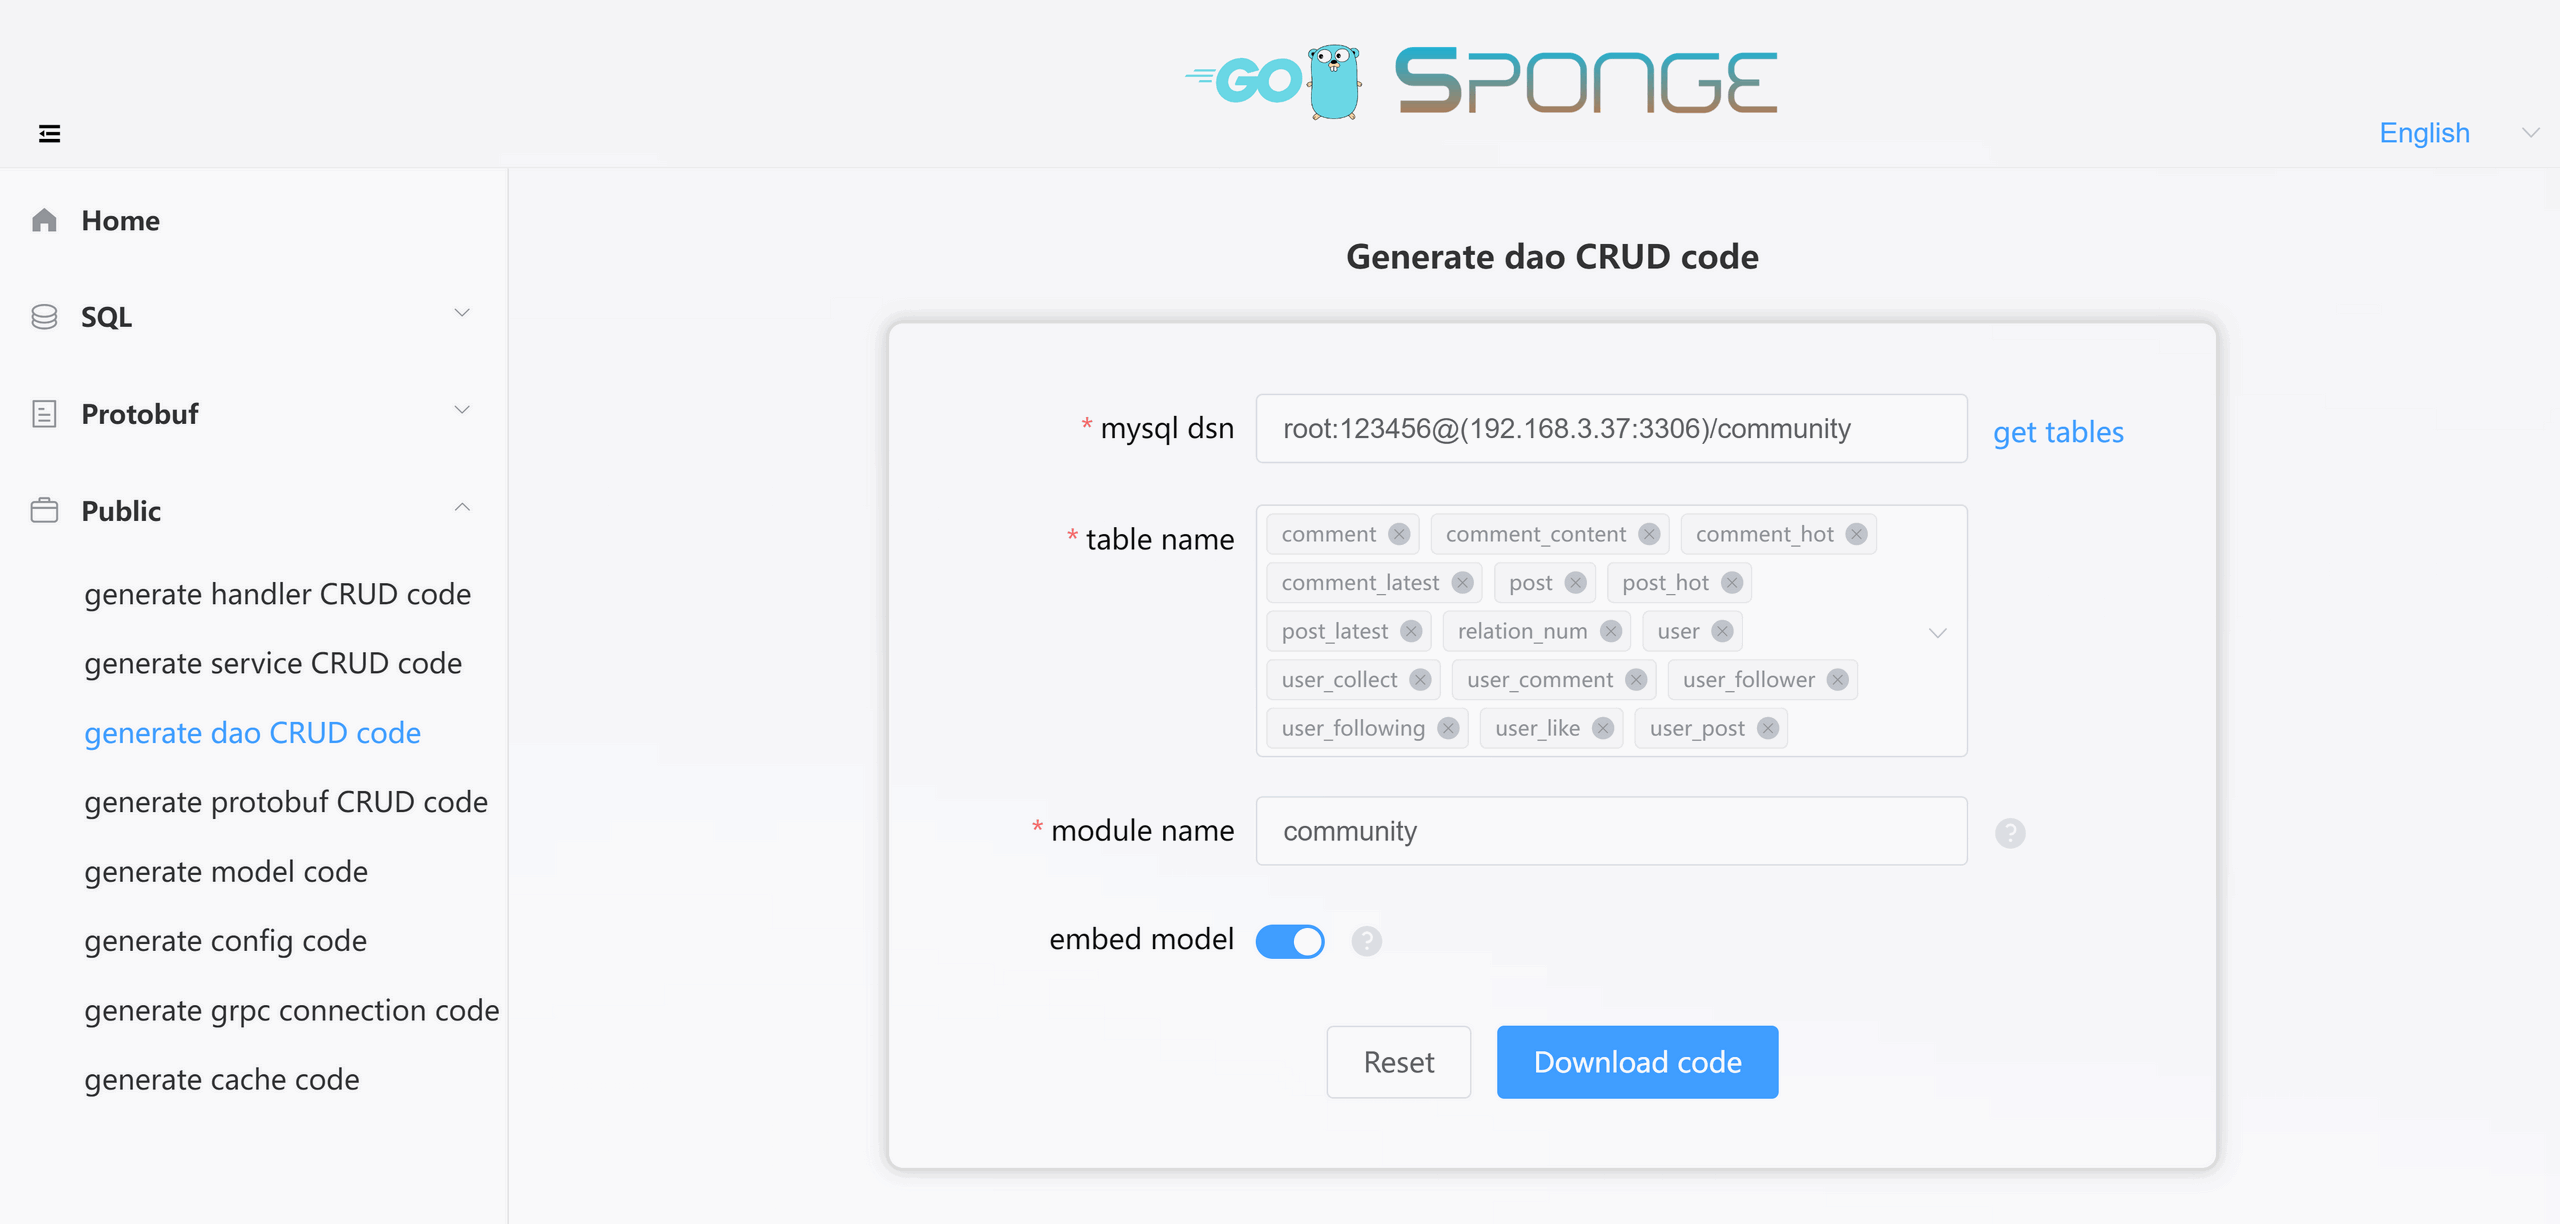 GO SPONGE
English
Home
SQL
Protobuf
Public
generate handler CRUD code
generate service CRUD code
generate dao CRUD code
generate protobuf CRUD code
generate model code
generate config code
generate grpc connection code
generate cache code
Generate dao CRUD code
* mysql dsn root:123456@(192.168.3.37:3306)/community get tables
* table name comment comment_content comment_hot
comment_latest post post_hot
post_latest relation_num user
user_collect user_comment user_follower
user_following user_like user_post
* module name community ?
embed model ?
Reset Download code